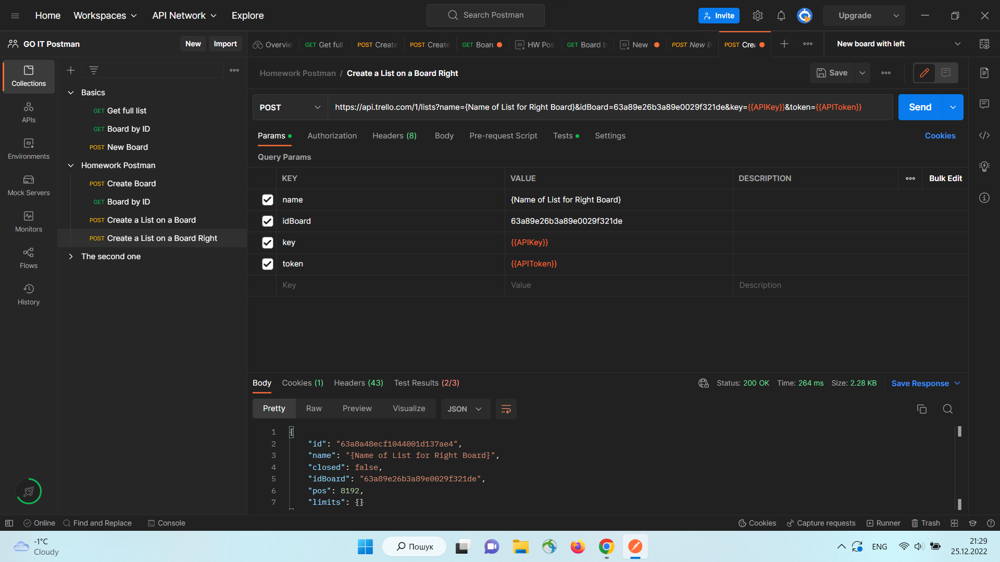 Home
Workspaces
API Network
Explore
Search Postman
Invite
Upgrade
GO IT Postman
New
Import
Overvie
GET Get full
POST Create
POST Create
GET Board
HW Pos
GET Board b
New
POST New B
POST Crea
New board with left
Collections
APIs
Environments
Mock Servers
Monitors
Flows
History
Basics
GET Get full list
GET Board by ID
POST New Board
Homework Postman
POST Create Board
GET Board by ID
POST Create a List on a Board
POST Create a List on a Board Right
The second one
Homework Postman / Create a List on a Board Right
Save
POST
https://api.trello.com/1/lists?name={Name of List for Right Board}&idBoard=63a89e26b3a89e0029f321de&key={{APIKey}}&token={{APIToken}}
Send
Params
Authorization
Headers (8)
Body
Pre-request Script
Tests
Settings
Cookies
Query Params
KEY VALUE DESCRIPTION
Bulk Edit
name {Name of List for Right Board}
idBoard 63a89e26b3a89e0029f321de
key {{APIKey}}
token {{APIToken}}
Key Value Description
Body
Cookies (1)
Headers (43)
Test Results (2/3)
Status: 200 OK
Time: 264 ms
Size: 2.28 KB
Save Response
Pretty
Raw
Preview
Visualize
JSON
1 {
2 "id": "63a8a48ecf1044001d137ae4",
3 "name": "{Name of List for Right Board}",
4 "closed": false,
5 "idBoard": "63a89e26b3a89e0029f321de",
6 "pos": 8192,
7 "limits": {}
Online
Find and Replace
Console
Cookies
Capture requests
Runner
Trash
-1°C
Cloudy
Пошук
ENG
21:29
25.12.2022